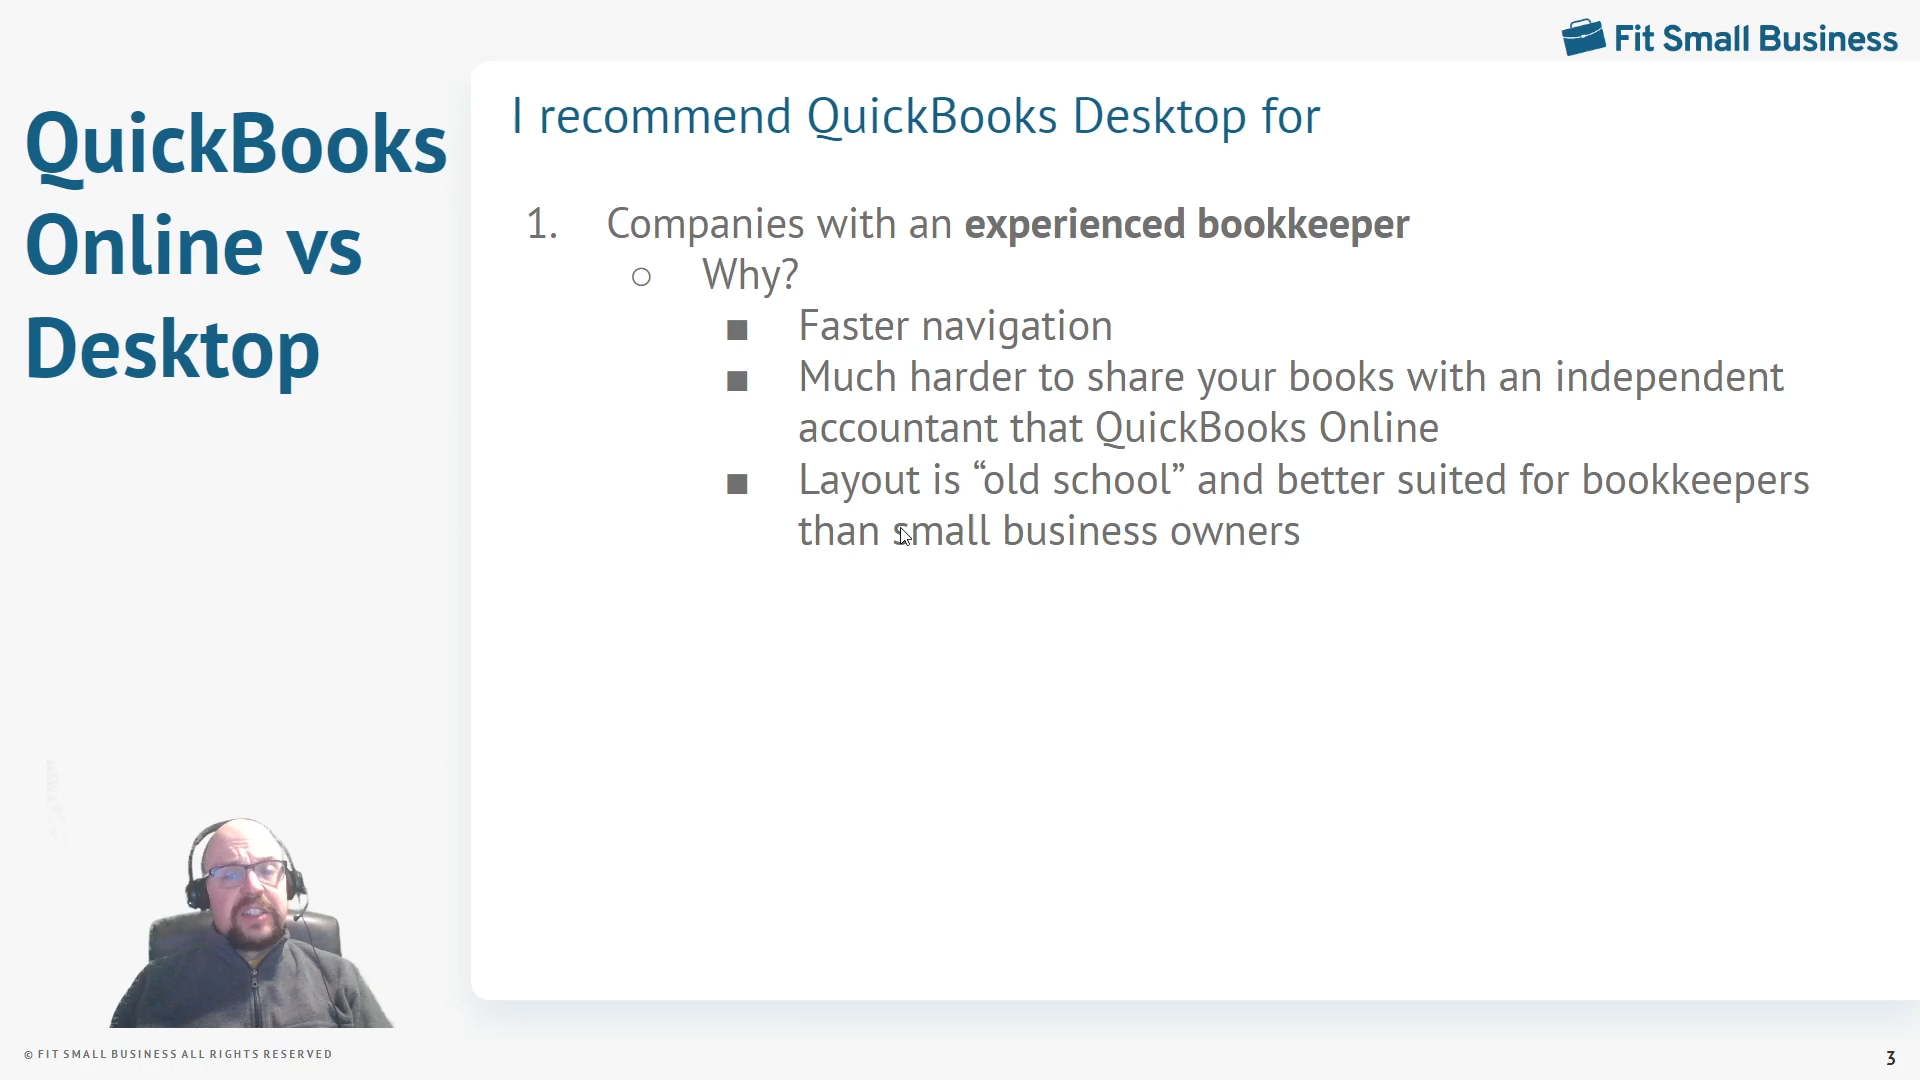 Fit Small Business
QuickBooks
Online vs
Desktop
I recommend QuickBooks Desktop for
1. Companies with an experienced bookkeeper
○ Why?
■ Faster navigation
■ Much harder to share your books with an independent
accountant that QuickBooks Online
■ Layout is “old school” and better suited for bookkeepers
than small business owners
© FIT SMALL BUSINESS ALL RIGHTS RESERVED
3